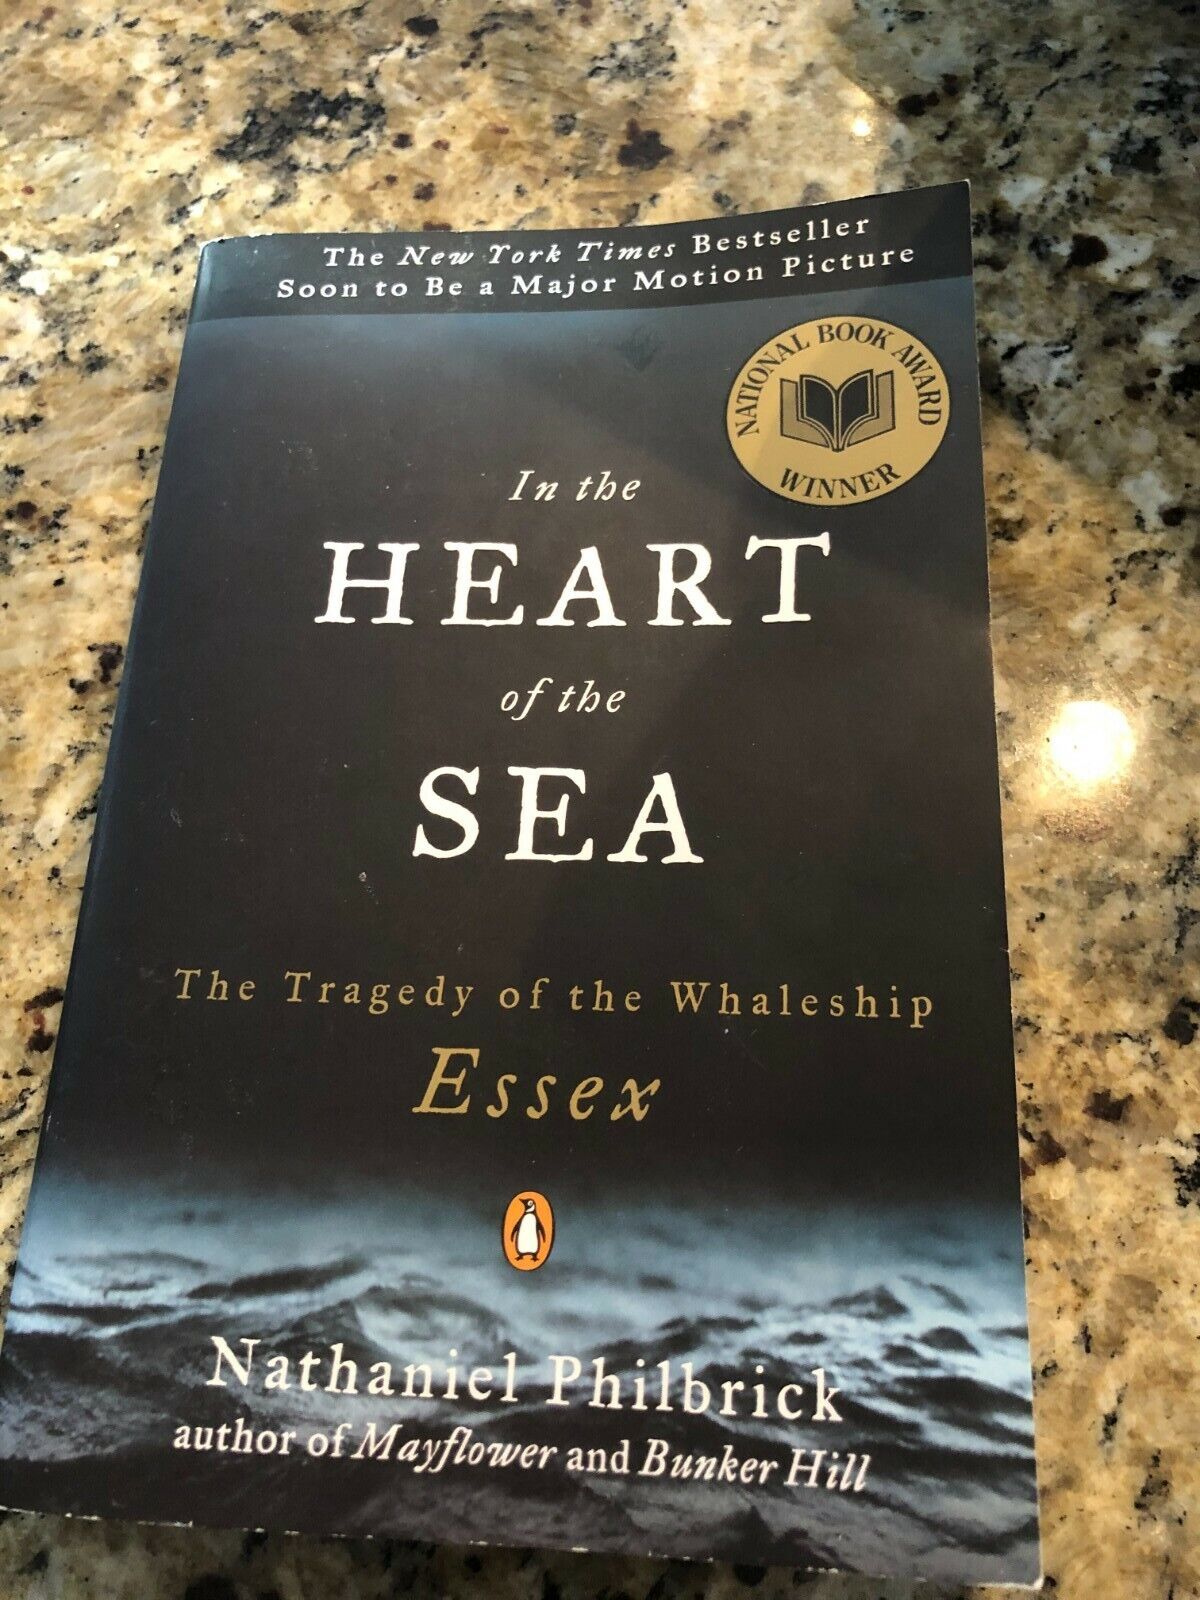 The New York Times Bestseller
Soon to Be a Major Motion Picture
NATIONAL BOOK AWARD
WINNER
In the
HEART
of the
SEA
The Tragedy of the Whaleship
Essex
Nathaniel Philbrick
author of Mayflower and Bunker Hill